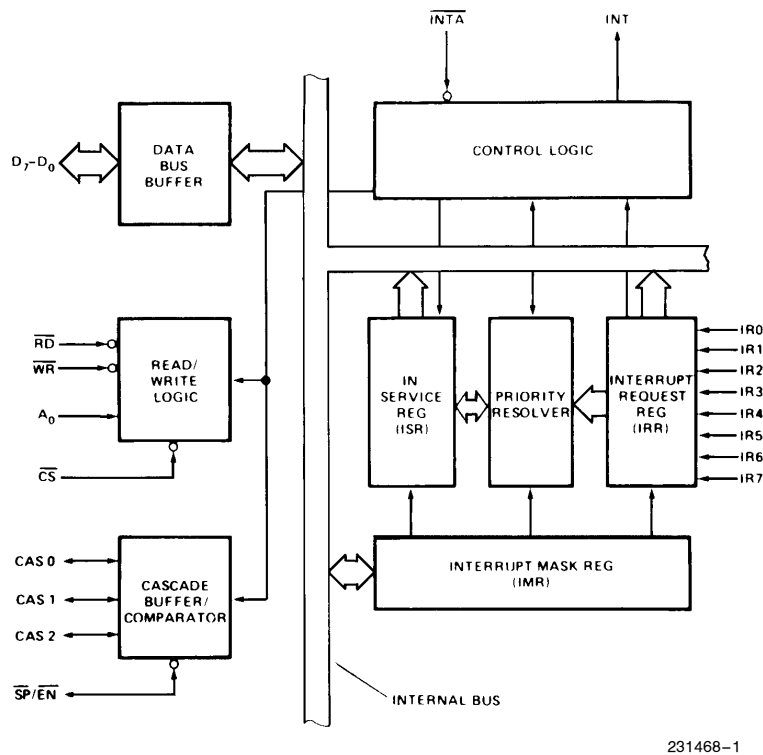 INTA
INT
DATA
BUS
BUFFER
D7-D0
CONTROL LOGIC
RD
WR
A0
CS
READ/
WRITE
LOGIC
IN
SERVICE
REG
(ISR)
PRIORITY
RESOLVER
INTERRUPT
REQUEST
REG
(IRR)
IR0
IR1
IR2
IR3
IR4
IR5
IR6
IR7
CAS 0
CAS 1
CAS 2
SP/EN
CASCADE
BUFFER/
COMPARATOR
INTERRUPT MASK REG
(IMR)
INTERNAL BUS
231468-1